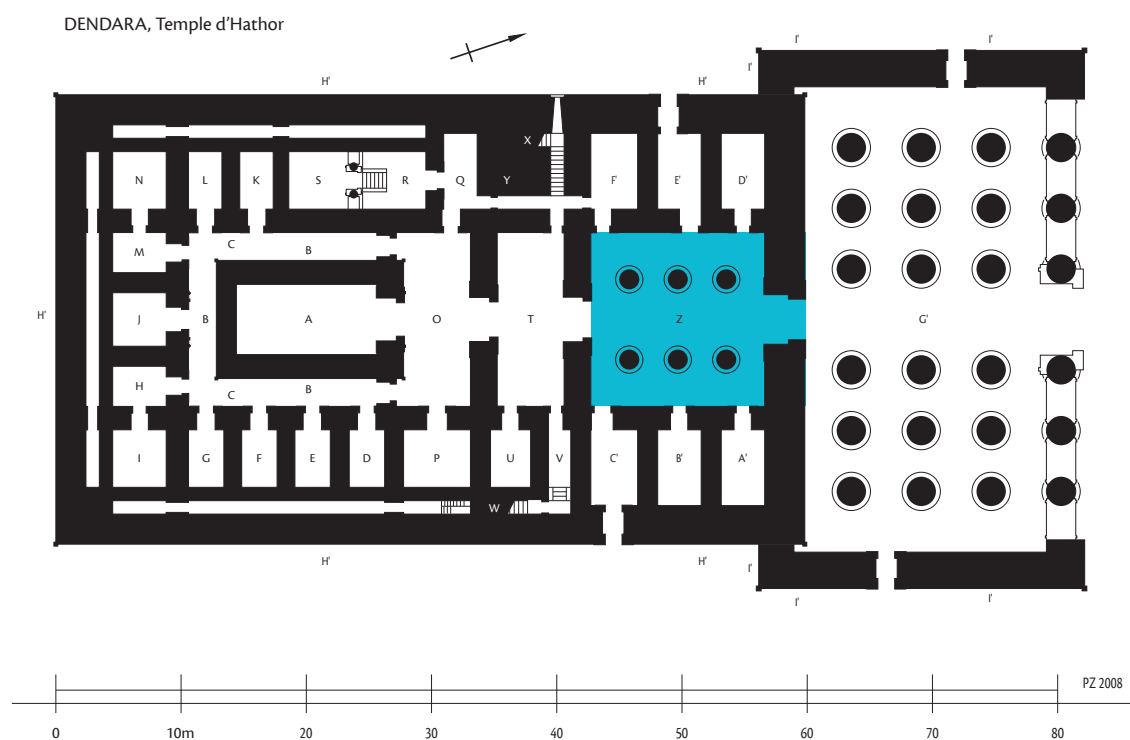 DENDARA, Temple d'Hathor
I' I'
H' H' I'
X
N L K S R Q Y F' E' D'
M C B
H' J B A O T Z G'
H C B
I G F E D P U V C' B' A'
W
H' H' I'
I' I'
PZ 2008
0 10m 20 30 40 50 60 70 80